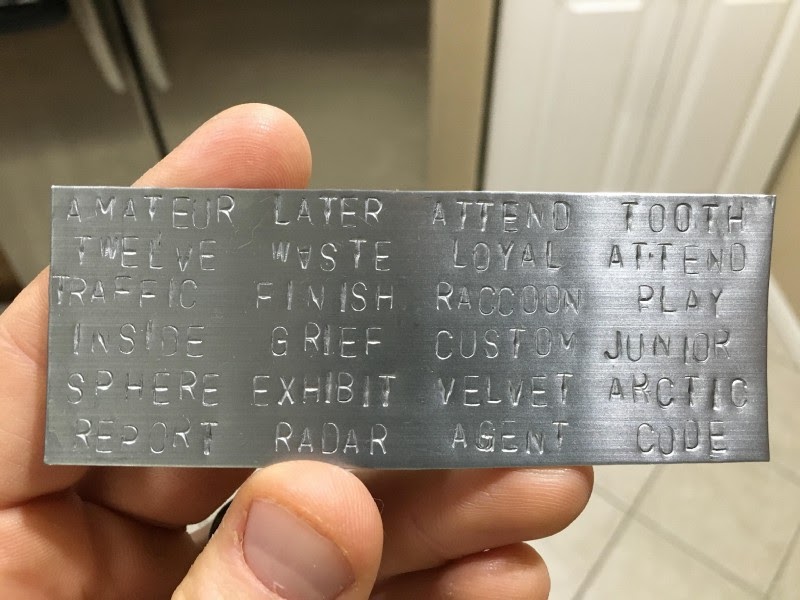 AMATEUR LATER ATTEND TOOTH
TWELVE WASTE LOYAL ATTEND
TRAFFIC FINISH RACCOON PLAY
INSIDE GRIEF CUSTOM JUNIOR
SPHERE EXHIBIT VELVET ARCTIC
REPORT RADAR AGENT CODE